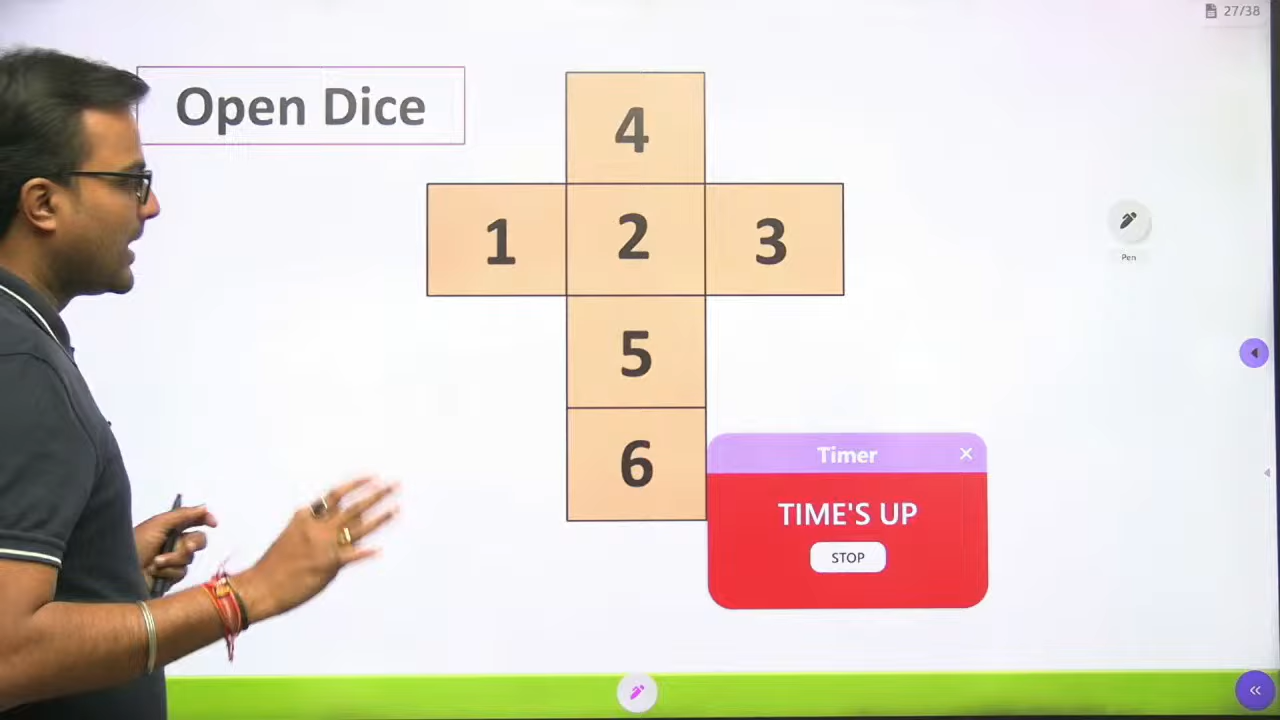 27/38
Open Dice
4
1 2 3
Pen
5
6
Timer
TIME'S UP
STOP